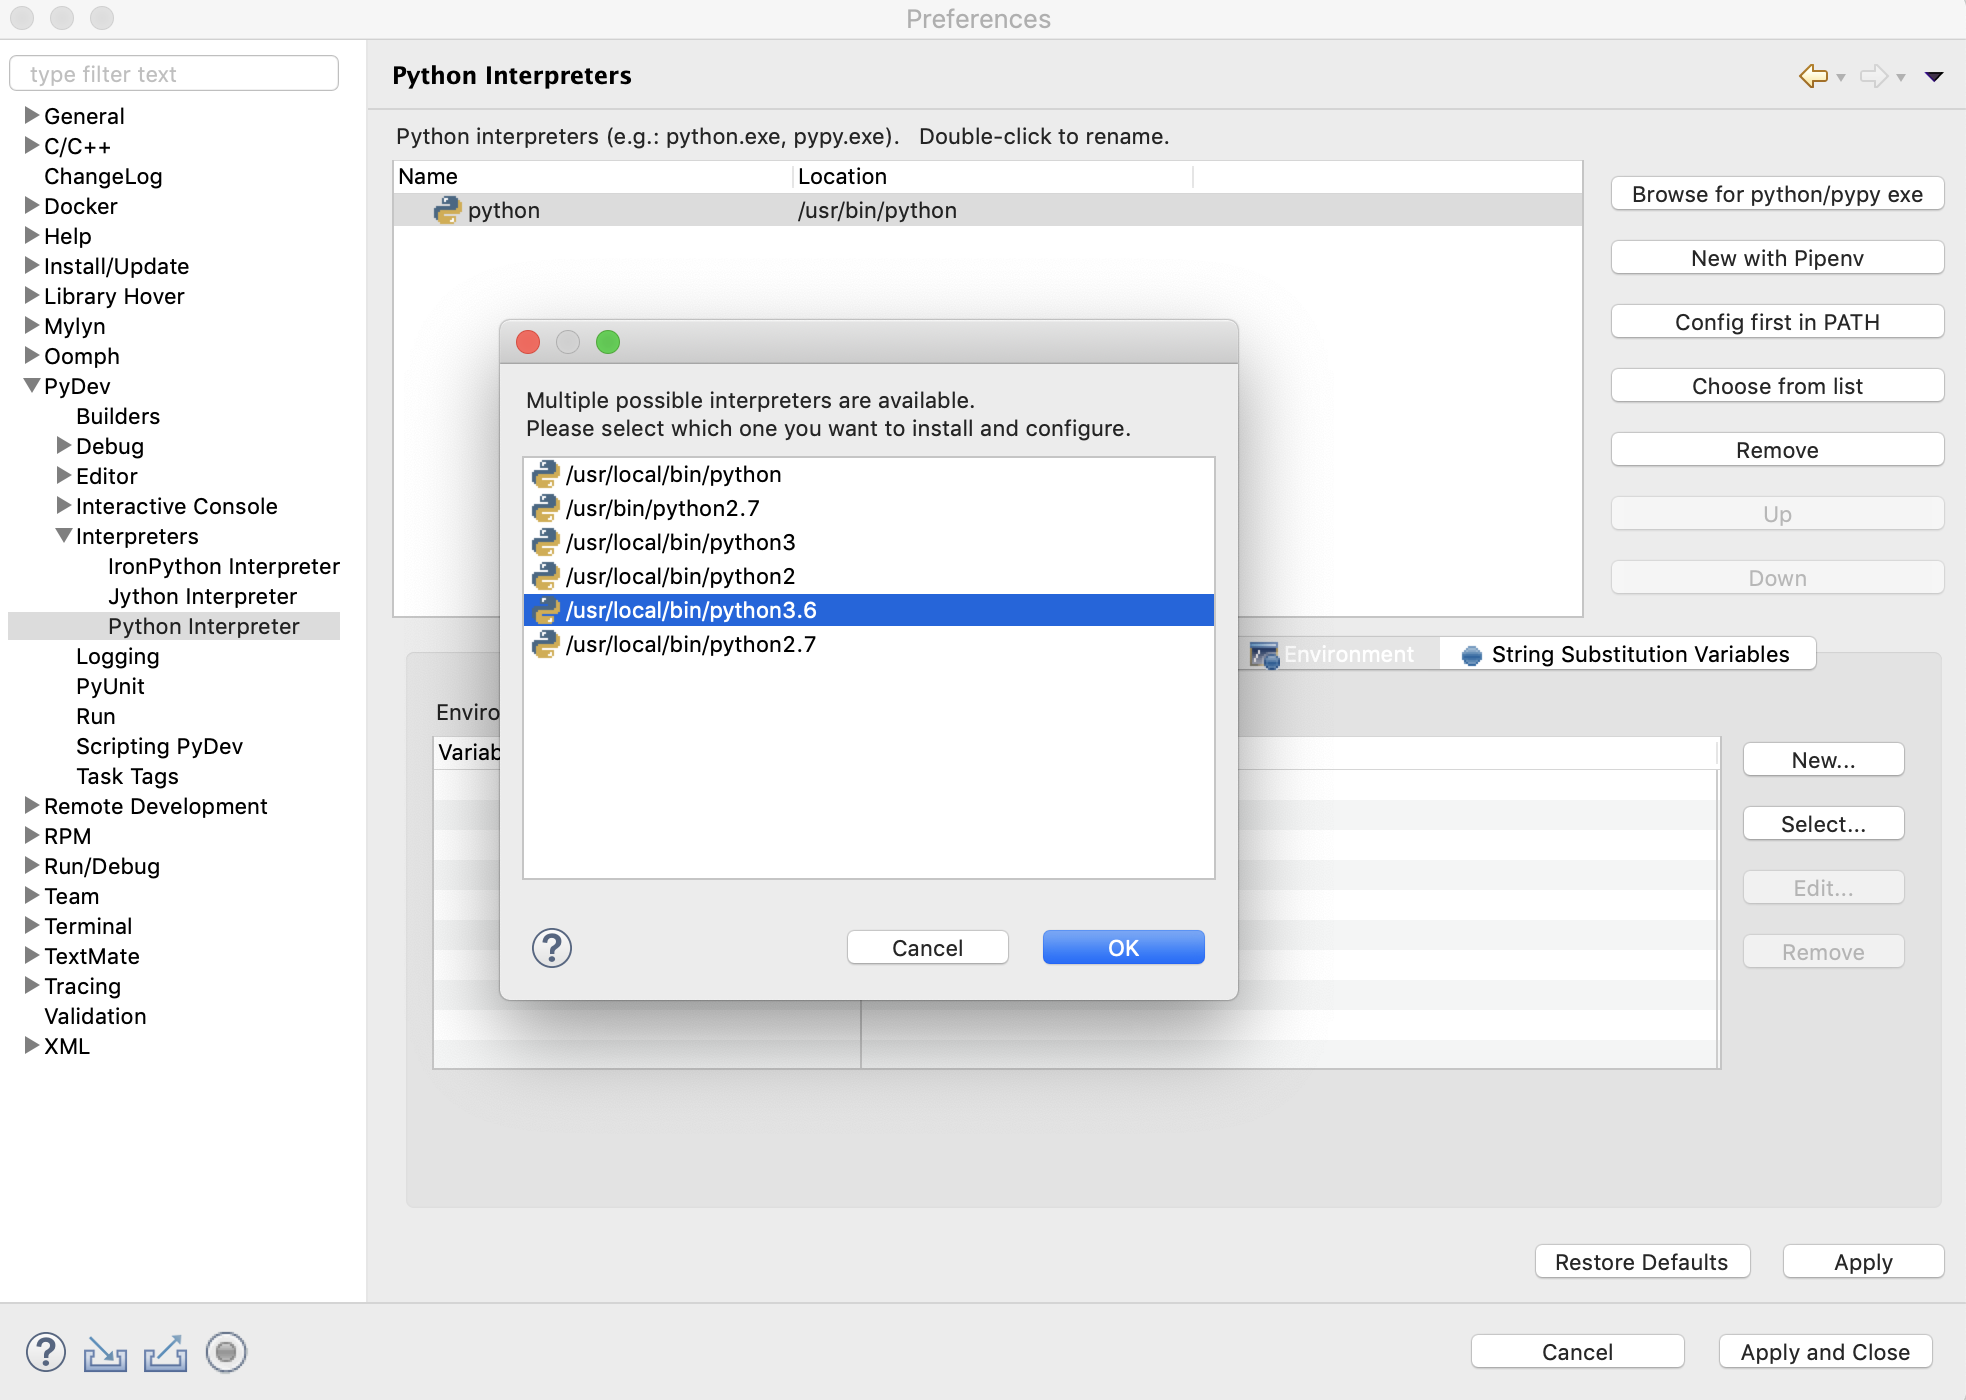 Preferences
type filter text
General
C/C++
ChangeLog
Docker
Help
Install/Update
Library Hover
Mylyn
Oomph
PyDev
Builders
Debug
Editor
Interactive Console
Interpreters
IronPython Interpreter
Jython Interpreter
Python Interpreter
Logging
PyUnit
Run
Scripting PyDev
Task Tags
Remote Development
RPM
Run/Debug
Team
Terminal
TextMate
Tracing
Validation
XML
Python Interpreters
Python interpreters (e.g.: python.exe, pypy.exe).   Double-click to rename.
Name Location
python /usr/bin/python
Browse for python/pypy exe
New with Pipenv
Config first in PATH
Choose from list
Remove
Up
Down
Multiple possible interpreters are available.
Please select which one you want to install and configure.
/usr/local/bin/python
/usr/bin/python2.7
/usr/local/bin/python3
/usr/local/bin/python2
/usr/local/bin/python3.6
/usr/local/bin/python2.7
? Cancel OK
Environment String Substitution Variables
Enviro
Variab
New...
Select...
Edit...
Remove
Restore Defaults Apply
? Cancel Apply and Close